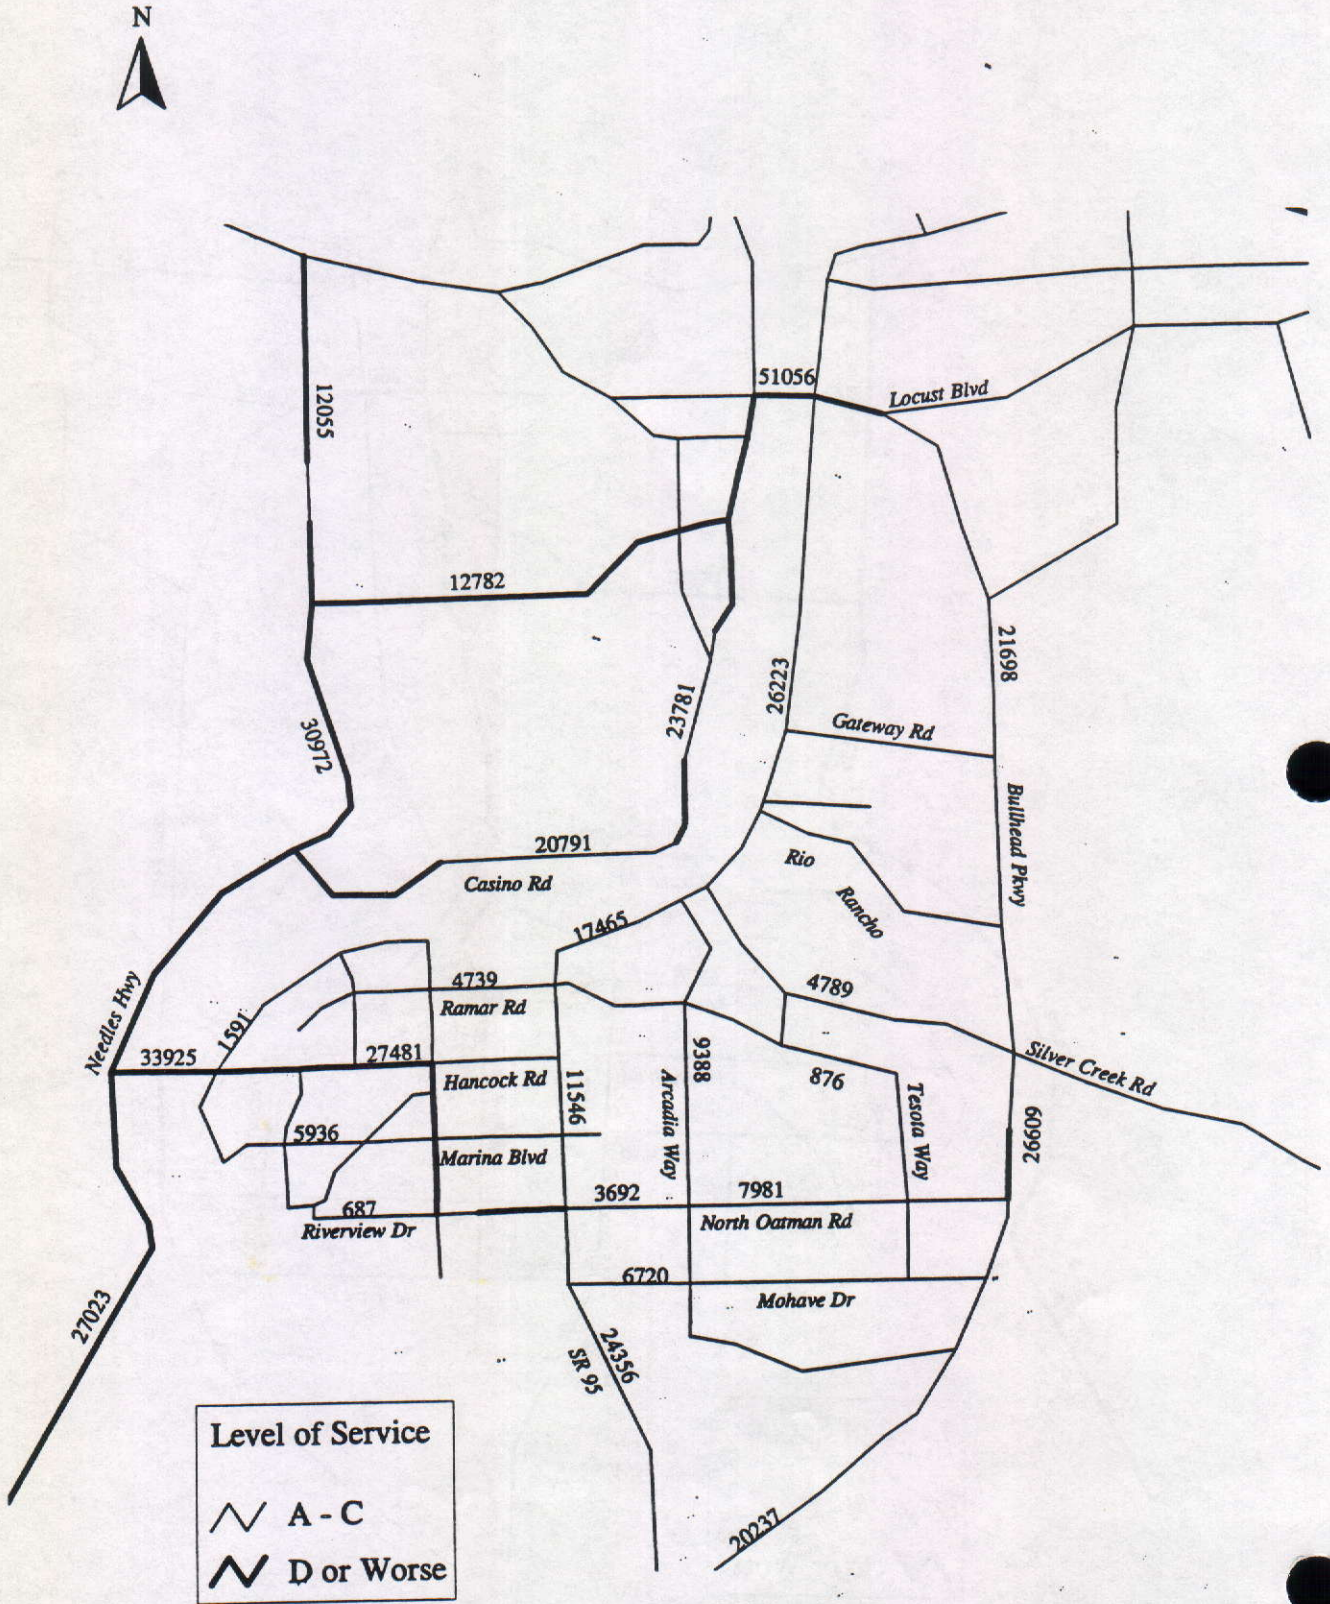 N
51056
Locust Blvd
12055
12782
21698
26223
23781
Gateway Rd
30972
Bullhead Pkwy
20791
Casino Rd
Rio
Rancho
17465
4739
Ramar Rd
4789
Needles Hwy
1591
33925
27481
Hancock Rd
11546
9388
Arcadia Way
876
Tesota Way
Silver Creek Rd
26609
5936
Marina Blvd
3692
7981
687
Riverview Dr
North Oatman Rd
6720
Mohave Dr
27023
24356
SR 95
20237
Level of Service
A - C
D or Worse